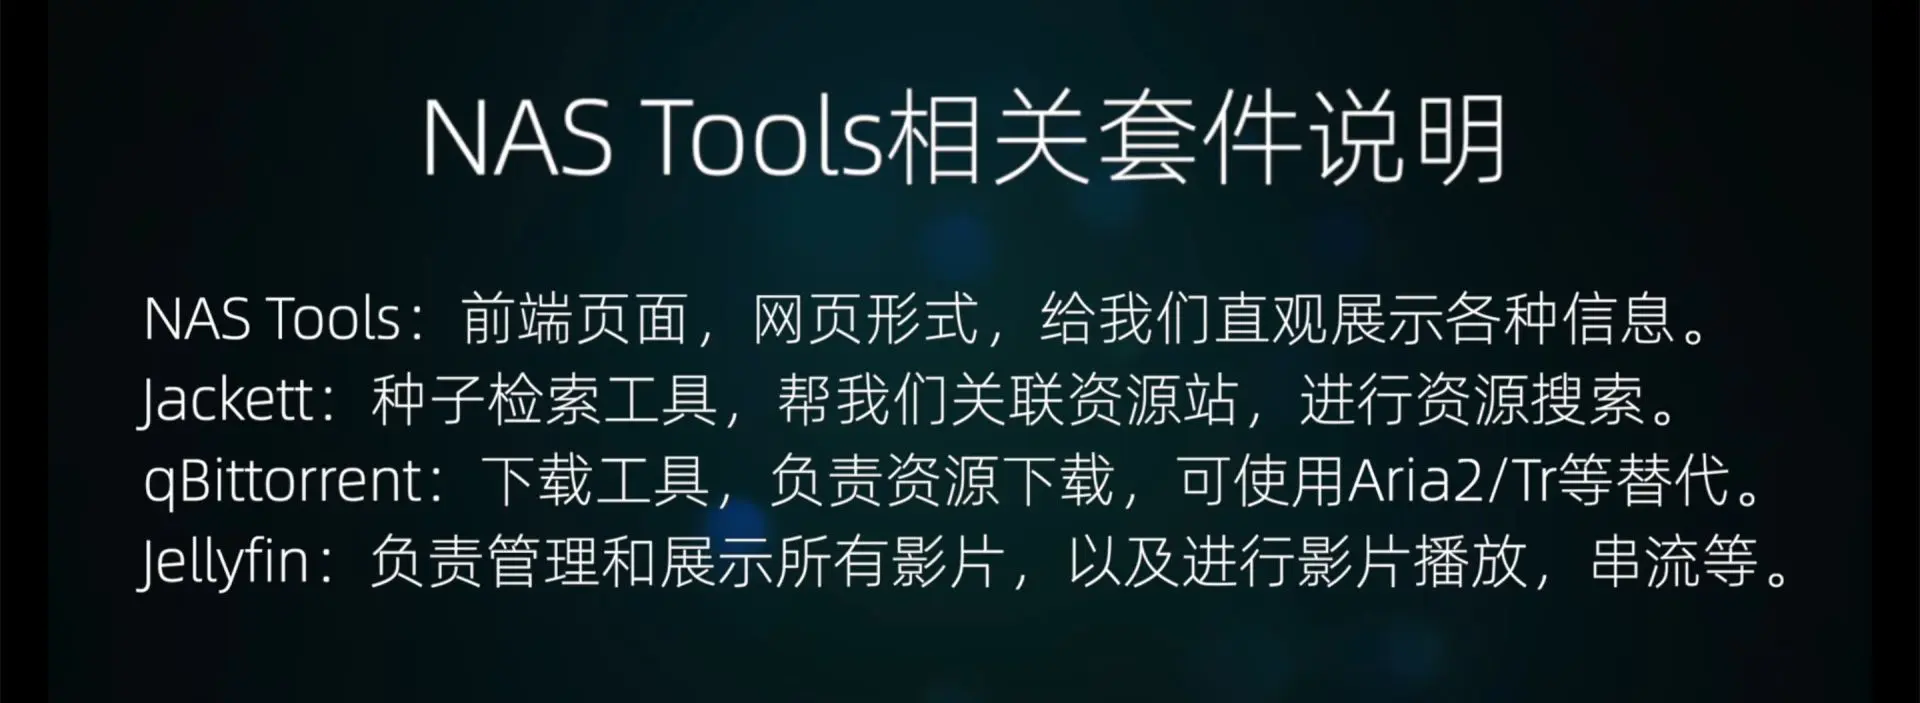 NAS Tools相关套件说明
NAS Tools：前端页面，网页形式，给我们直观展示各种信息。
Jackett：种子检索工具，帮我们关联资源站，进行资源搜索。
qBittorrent：下载工具，负责资源下载，可使用Aria2/Tr等替代。
Jellyfin：负责管理和展示所有影片，以及进行影片播放，串流等。